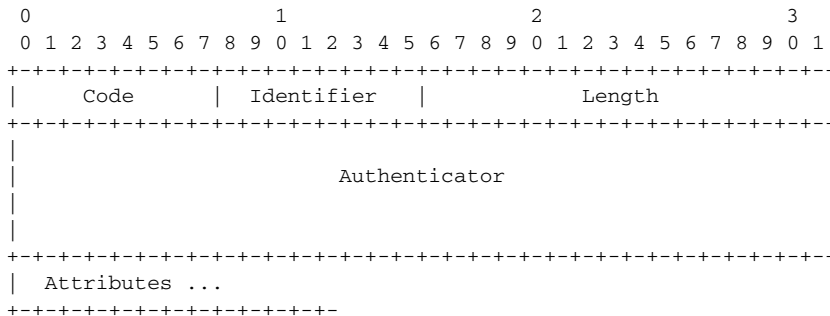 0                   1                   2                   3
 0 1 2 3 4 5 6 7 8 9 0 1 2 3 4 5 6 7 8 9 0 1 2 3 4 5 6 7 8 9 0 1
+-+-+-+-+-+-+-+-+-+-+-+-+-+-+-+-+-+-+-+-+-+-+-+-+-+-+-+-+-+-+-+--
|     Code      |  Identifier   |            Length
+-+-+-+-+-+-+-+-+-+-+-+-+-+-+-+-+-+-+-+-+-+-+-+-+-+-+-+-+-+-+-+--
|
|                         Authenticator
|
|
+-+-+-+-+-+-+-+-+-+-+-+-+-+-+-+-+-+-+-+-+-+-+-+-+-+-+-+-+-+-+-+--
|  Attributes ...
+-+-+-+-+-+-+-+-+-+-+-+-+-